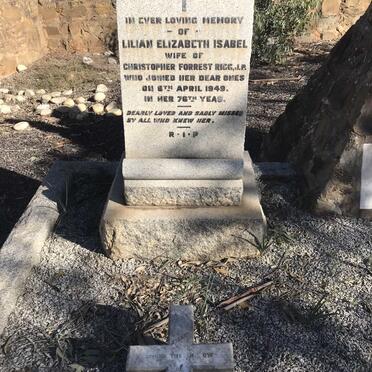 IN EVER LOVING MEMORY
- OF -
LILIAN ELIZABETH ISABEL
WIFE OF
CHRISTOPHER FORREST RIGG, J.P.
WHO JOINED HER DEAR ONES
ON 6TH APRIL 1949.
IN HER 76TH YEAR.
DEARLY LOVED AND SADLY MISSED
BY ALL WHO KNEW HER.
R·I·P